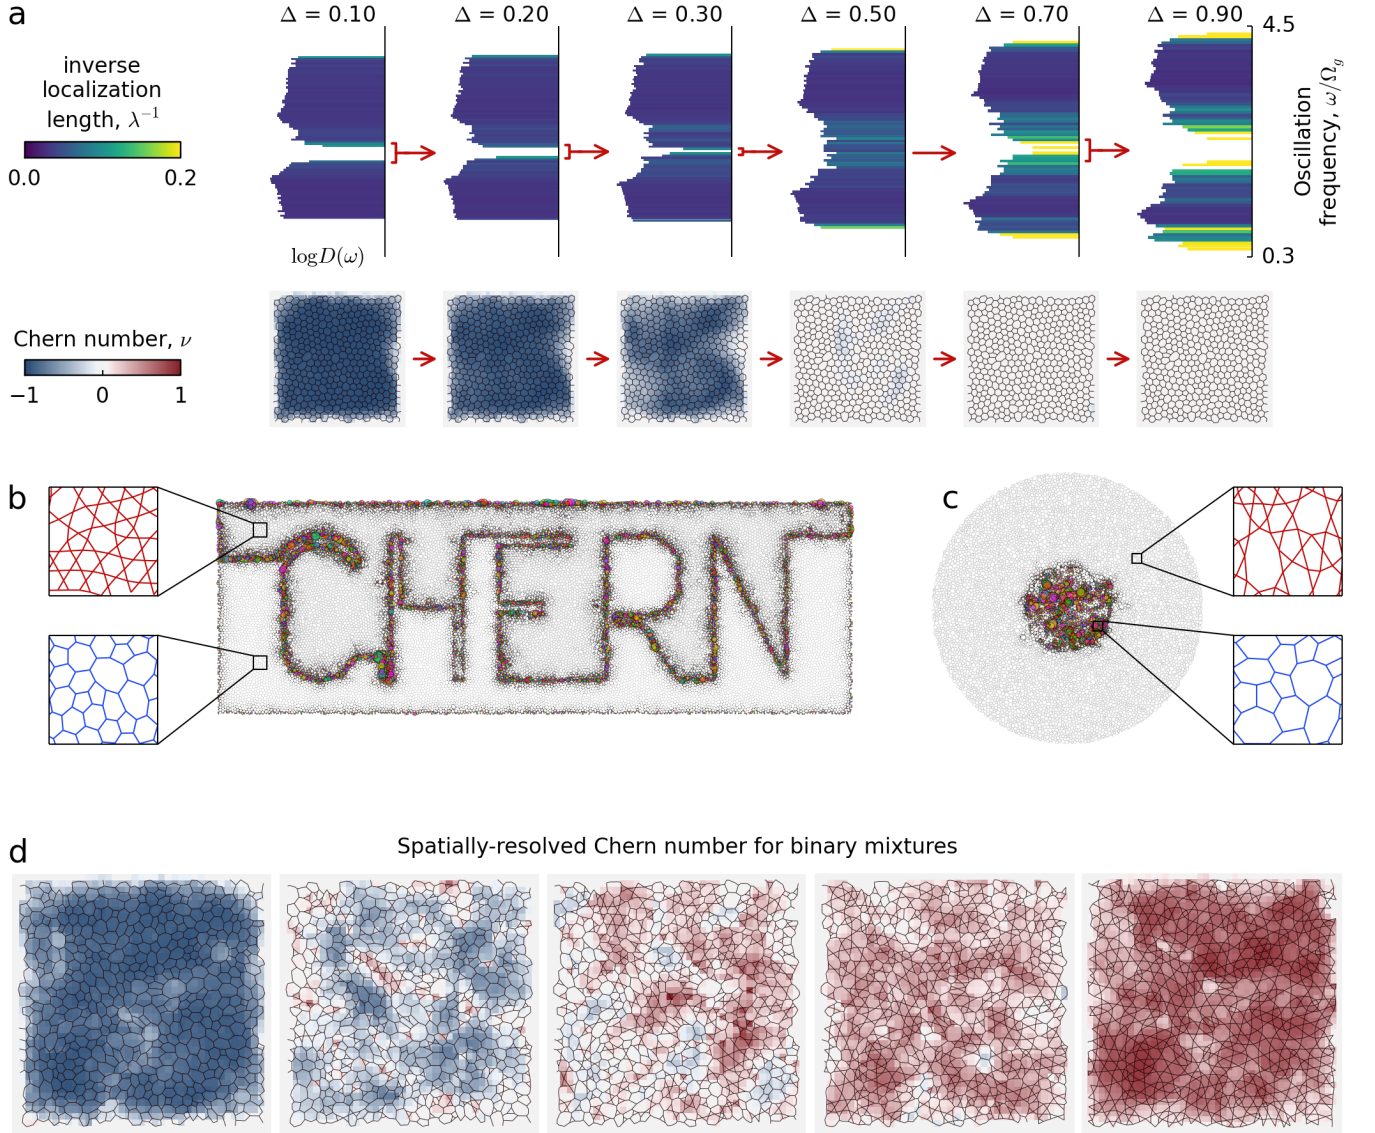 a
Δ = 0.10
Δ = 0.20
Δ = 0.30
Δ = 0.50
Δ = 0.70
Δ = 0.90
inverse
localization
length, λ⁻¹
0.0
0.2
4.5
Oscillation
frequency, ω/Ω_g
0.3
logD(ω)
Chern number, ν
−1
0
1
b
CHERN
c
d
Spatially-resolved Chern number for binary mixtures